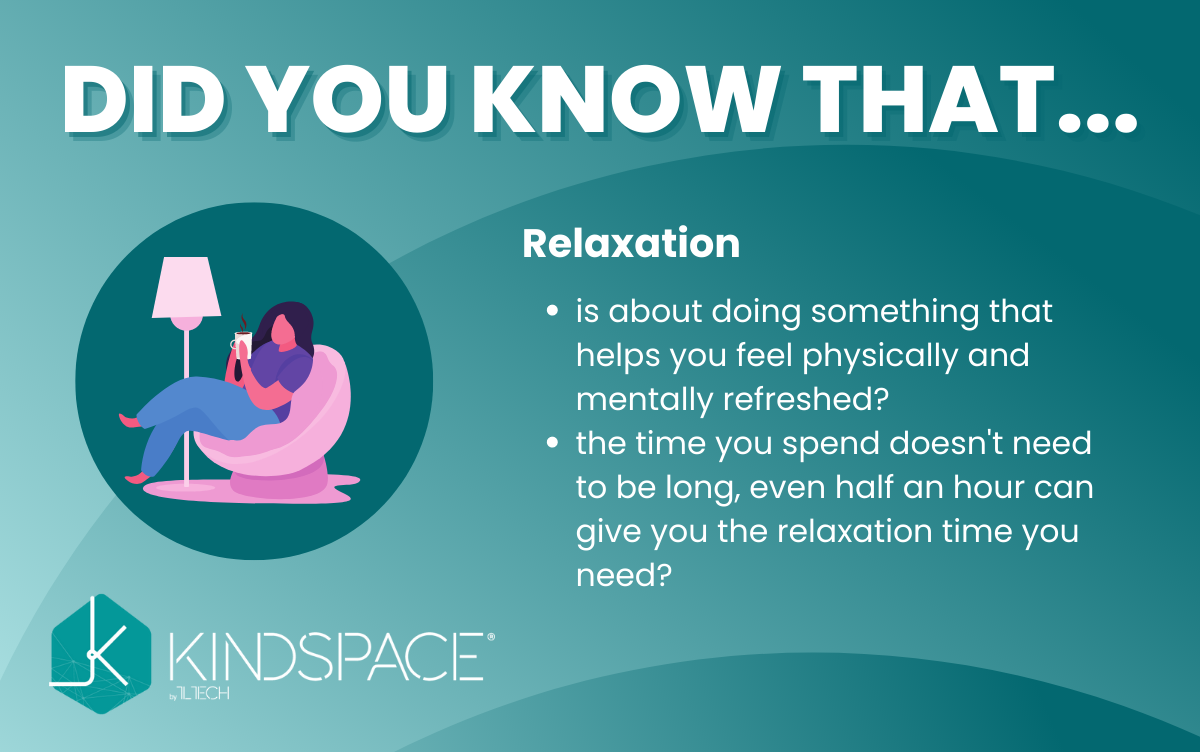 DID YOU KNOW THAT...
Relaxation
• is about doing something that
helps you feel physically and
mentally refreshed?
• the time you spend doesn't need
to be long, even half an hour can
give you the relaxation time you
need?
KINDSPACE®
by TLTECH